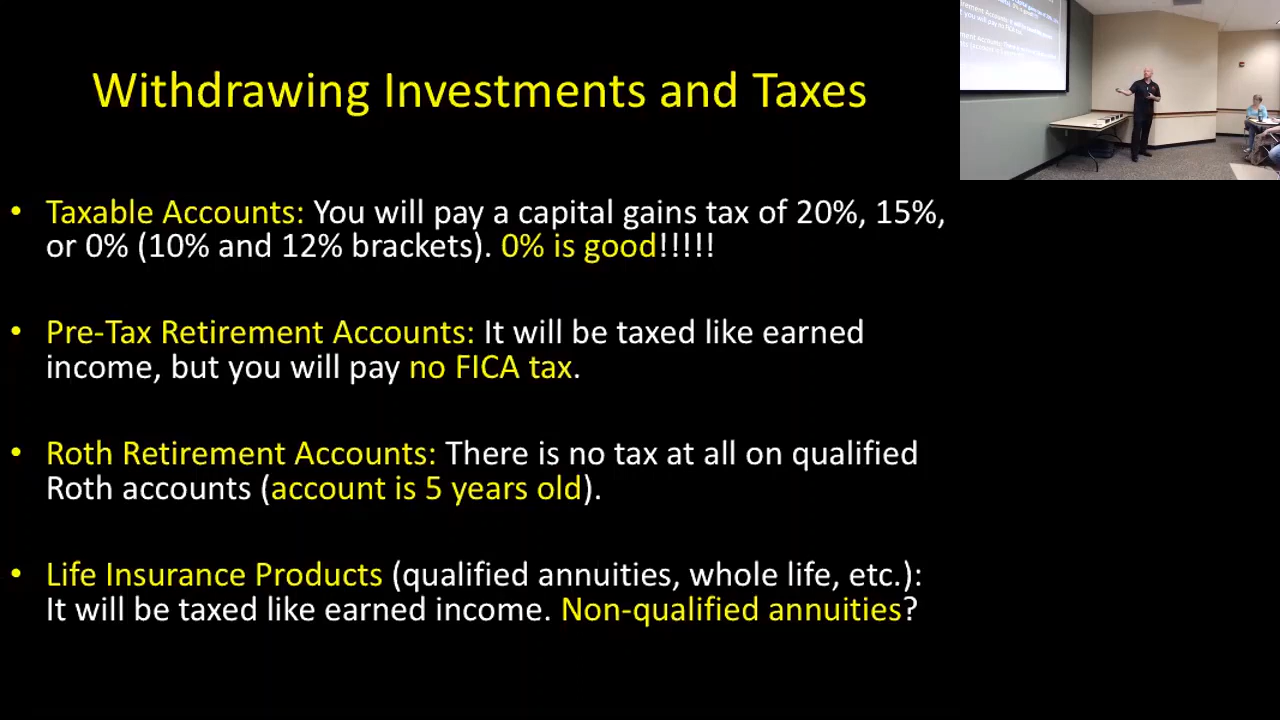 Withdrawing Investments and Taxes
• Taxable Accounts: You will pay a capital gains tax of 20%, 15%,
or 0% (10% and 12% brackets). 0% is good!!!!!
• Pre-Tax Retirement Accounts: It will be taxed like earned
income, but you will pay no FICA tax.
• Roth Retirement Accounts: There is no tax at all on qualified
Roth accounts (account is 5 years old).
• Life Insurance Products (qualified annuities, whole life, etc.):
It will be taxed like earned income. Non-qualified annuities?